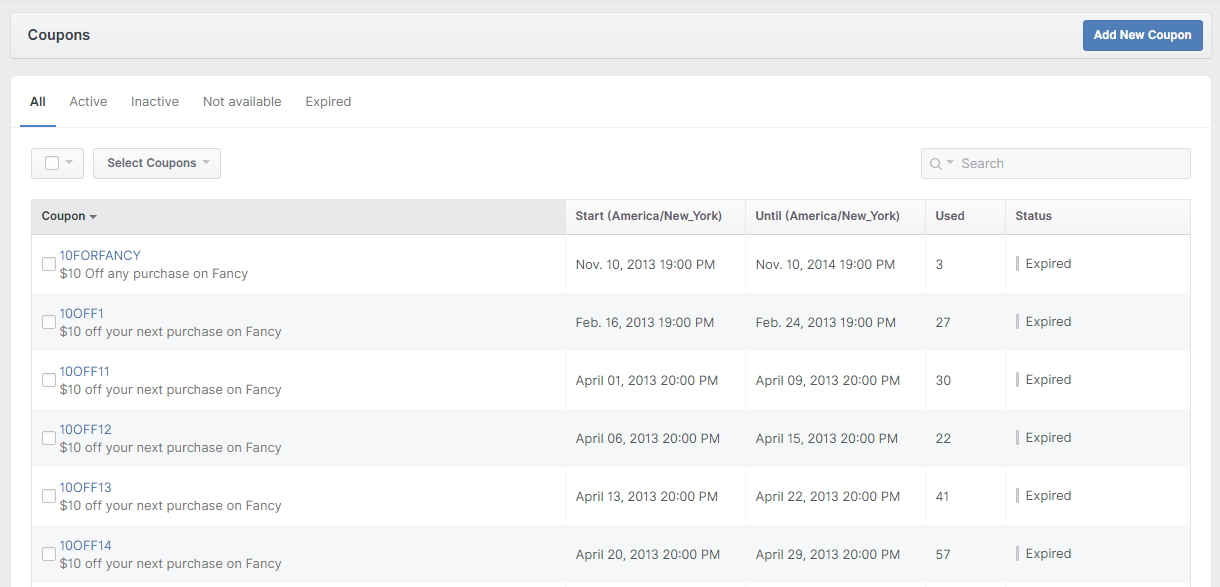 Coupons
Add New Coupon
All Active Inactive Not available Expired
Select Coupons Search
Coupon Start (America/New_York) Until (America/New_York) Used Status
10FORFANCY
$10 Off any purchase on Fancy
Nov. 10, 2013 19:00 PM Nov. 10, 2014 19:00 PM 3 Expired
10OFF1
$10 off your next purchase on Fancy
Feb. 16, 2013 19:00 PM Feb. 24, 2013 19:00 PM 27 Expired
10OFF11
$10 off your next purchase on Fancy
April 01, 2013 20:00 PM April 09, 2013 20:00 PM 30 Expired
10OFF12
$10 off your next purchase on Fancy
April 06, 2013 20:00 PM April 15, 2013 20:00 PM 22 Expired
10OFF13
$10 off your next purchase on Fancy
April 13, 2013 20:00 PM April 22, 2013 20:00 PM 41 Expired
10OFF14
$10 off your next purchase on Fancy
April 20, 2013 20:00 PM April 29, 2013 20:00 PM 57 Expired